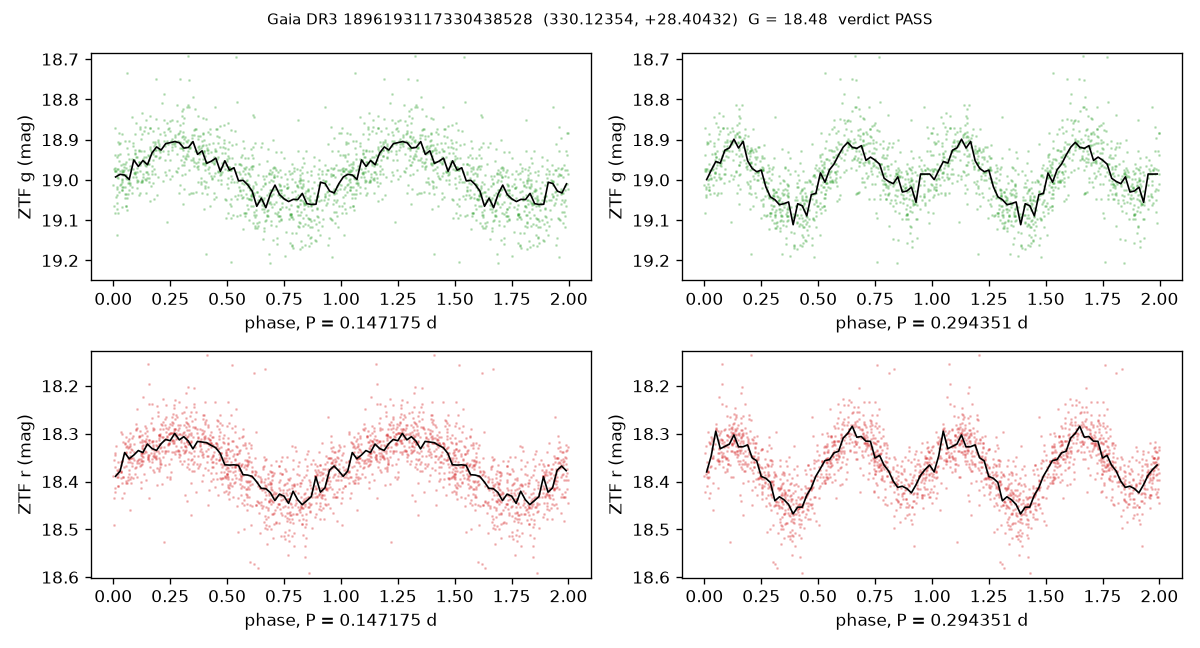 Gaia DR3 1896193117330438528  (330.12354, +28.40432)  G = 18.48  verdict PASS
18.7
18.8
18.9
19.0
19.1
19.2
ZTF g (mag)
0.00 0.25 0.50 0.75 1.00 1.25 1.50 1.75 2.00
phase, P = 0.147175 d
18.7
18.8
18.9
19.0
19.1
19.2
ZTF g (mag)
0.00 0.25 0.50 0.75 1.00 1.25 1.50 1.75 2.00
phase, P = 0.294351 d
18.2
18.3
18.4
18.5
18.6
ZTF r (mag)
0.00 0.25 0.50 0.75 1.00 1.25 1.50 1.75 2.00
phase, P = 0.147175 d
18.2
18.3
18.4
18.5
18.6
ZTF r (mag)
0.00 0.25 0.50 0.75 1.00 1.25 1.50 1.75 2.00
phase, P = 0.294351 d